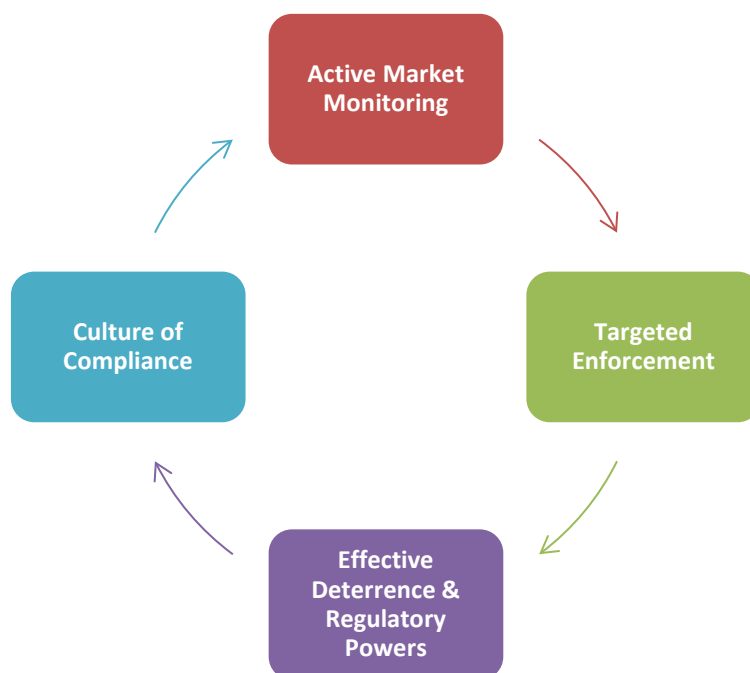 Active Market
Monitoring
Targeted
Enforcement
Effective
Deterrence &
Regulatory
Powers
Culture of
Compliance